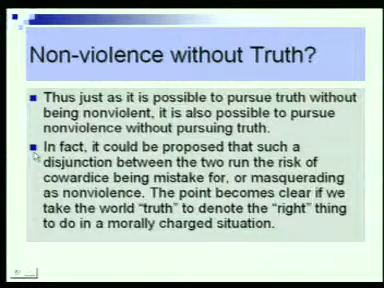 Non-violence without Truth?
Thus just as it is possible to pursue truth without
being nonviolent, it is also possible to pursue
nonviolence without pursuing truth.
In fact, it could be proposed that such a
disjunction between the two run the risk of
cowardice being mistake for, or masquerading
as nonviolence. The point becomes clear if we
take the world "truth" to denote the "right" thing
to do in a morally charged situation.